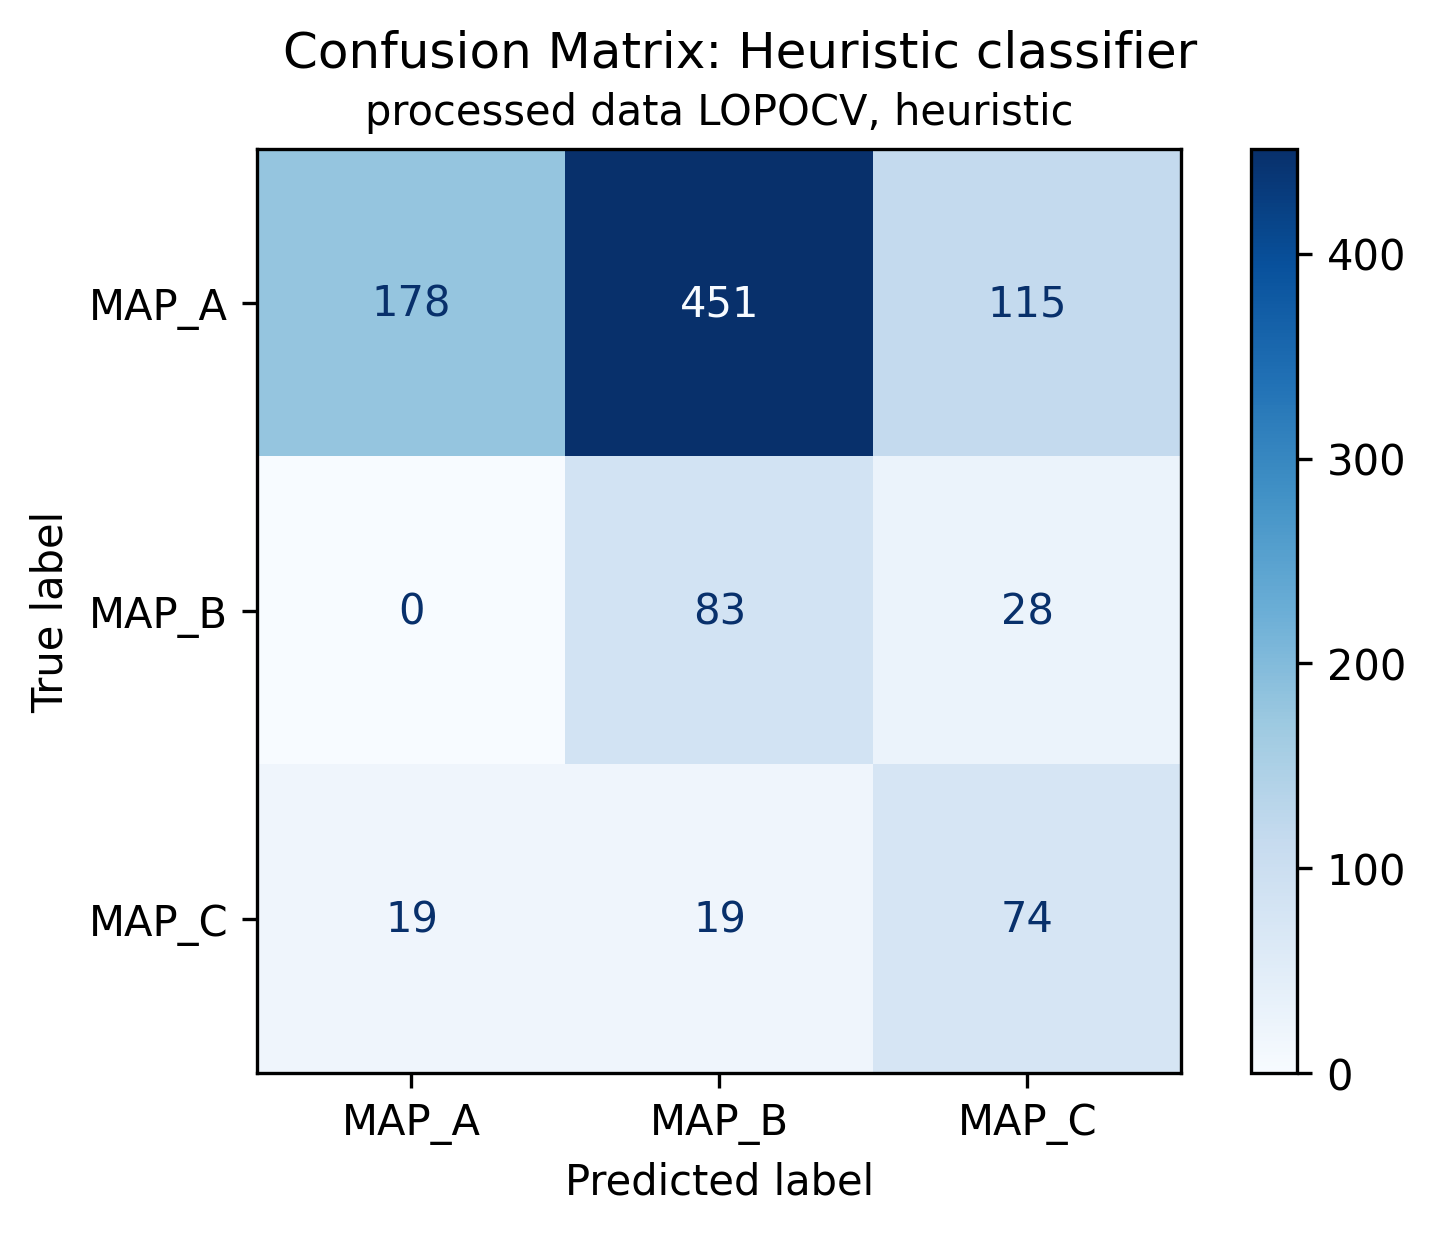 Confusion Matrix: Heuristic classifier
processed data LOPOCV, heuristic
True label
MAP_A
178
451
115
MAP_B
0
83
28
MAP_C
19
19
74
MAP_A
MAP_B
MAP_C
Predicted label
400
300
200
100
0